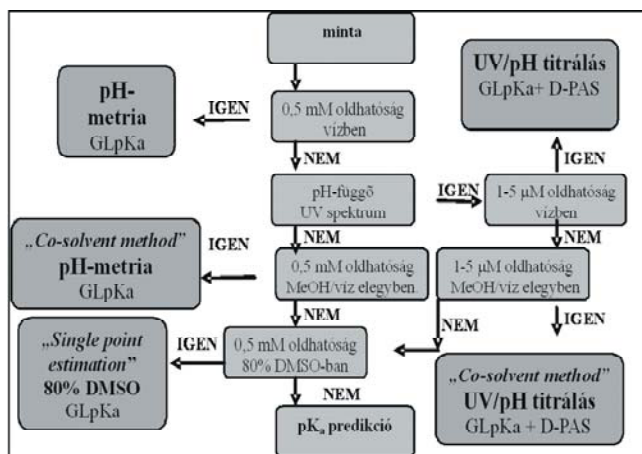 minta
UV/pH titrálás
GLpKa+ D-PAS
pH-
metria
GLpKa
IGEN
0,5 mM oldhatóság
vízben
NEM
IGEN
pH-függő
UV spektrum
IGEN
1-5 µM oldhatóság
vízben
NEM
NEM
„Co-solvent method”
pH-metria
GLpKa
IGEN
0,5 mM oldhatóság
MeOH/víz elegyben.
1-5 µM oldhatóság
MeOH/víz elegyben
NEM
NEM
IGEN
„Single point
estimation”
80% DMSO
GLpKa
IGEN
0,5 mM oldhatóság
80% DMSO-ban
NEM
„Co-solvent method”
UV/pH titrálás
GLpKa + D-PAS
pKa predikció